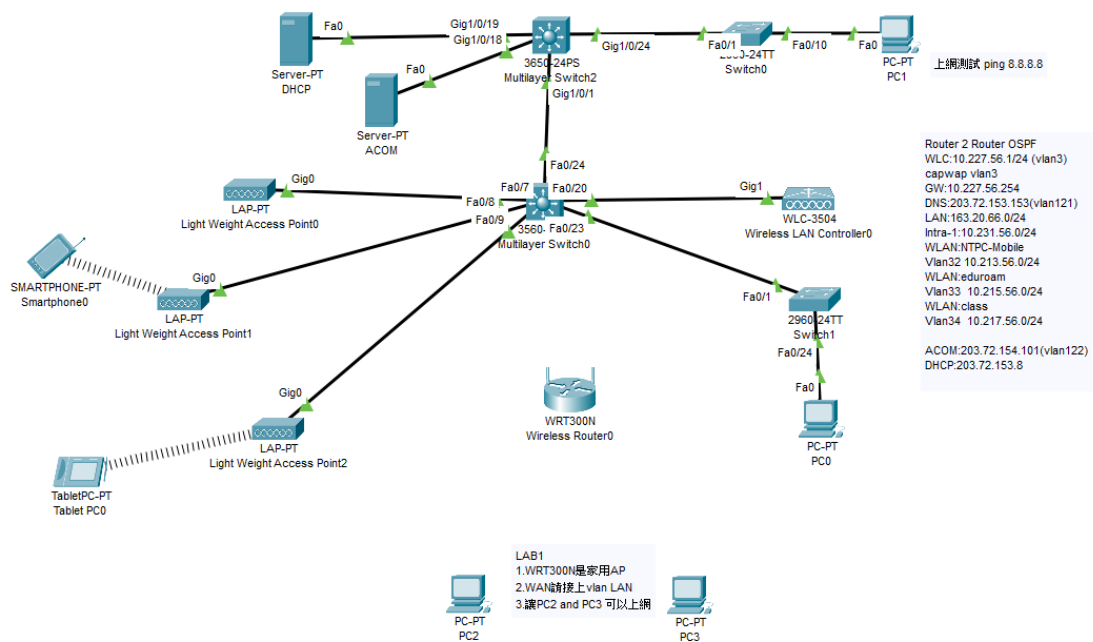 Fa0
Gig1/0/19
Gig1/0/18
Gig1/0/24
Fa0/1
Fa0/10
Fa0
Server-PT
DHCP
3650-24PS
Multilayer Switch2
Gig1/0/1
24TT
Switch0
PC-PT
PC1
上網測試 ping 8.8.8.8
Fa0
Server-PT
ACOM
Router 2 Router OSPF
WLC:10.227.56.1/24 (vlan3)
capwap vlan3
GW:10.227.56.254
DNS:203.72.153.153(vlan121)
LAN:163.20.66.0/24
Intra-1:10.231.56.0/24
WLAN:NTPC-Mobile
Vlan32 10.213.56.0/24
WLAN:eduroam
Vlan33 10.215.56.0/24
WLAN:class
Vlan34 10.217.56.0/24
ACOM:203.72.154.101(vlan122)
DHCP:203.72.153.8
Fa0/24
Gig0
Fa0/7
Fa0/20
Gig1
LAP-PT
Light Weight Access Point0
Fa0/8
Fa0/9
3560-
Fa0/23
Multilayer Switch0
WLC-3504
Wireless LAN Controller0
SMARTPHONE-PT
Smartphone0
Gig0
LAP-PT
Light Weight Access Point1
Fa0/1
2960-24TT
Switch1
Fa0/24
Gig0
Fa0
WRT300N
Wireless Router0
LAP-PT
Light Weight Access Point2
PC-PT
PC0
TabletPC-PT
Tablet PC0
LAB1
1.WRT300N是家用AP
2.WAN請接上vlan LAN
3.讓PC2 and PC3 可以上網
PC-PT
PC2
PC-PT
PC3